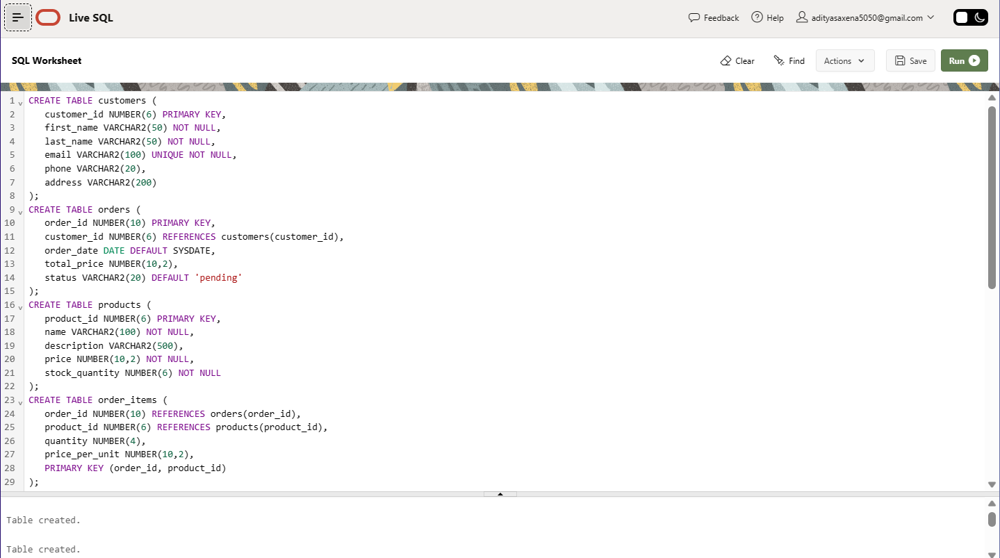 Live SQL
Feedback
Help
adityasaxena5050@gmail.com
SQL Worksheet
Clear
Find
Actions
Save
Run
1 CREATE TABLE customers (
2 customer_id NUMBER(6) PRIMARY KEY,
3 first_name VARCHAR2(50) NOT NULL,
4 last_name VARCHAR2(50) NOT NULL,
5 email VARCHAR2(100) UNIQUE NOT NULL,
6 phone VARCHAR2(20),
7 address VARCHAR2(200)
8 );
9 CREATE TABLE orders (
10 order_id NUMBER(10) PRIMARY KEY,
11 customer_id NUMBER(6) REFERENCES customers(customer_id),
12 order_date DATE DEFAULT SYSDATE,
13 total_price NUMBER(10,2),
14 status VARCHAR2(20) DEFAULT 'pending'
15 );
16 CREATE TABLE products (
17 product_id NUMBER(6) PRIMARY KEY,
18 name VARCHAR2(100) NOT NULL,
19 description VARCHAR2(500),
20 price NUMBER(10,2) NOT NULL,
21 stock_quantity NUMBER(6) NOT NULL
22 );
23 CREATE TABLE order_items (
24 order_id NUMBER(10) REFERENCES orders(order_id),
25 product_id NUMBER(6) REFERENCES products(product_id),
26 quantity NUMBER(4),
27 price_per_unit NUMBER(10,2),
28 PRIMARY KEY (order_id, product_id)
29 );
Table created.
Table created.